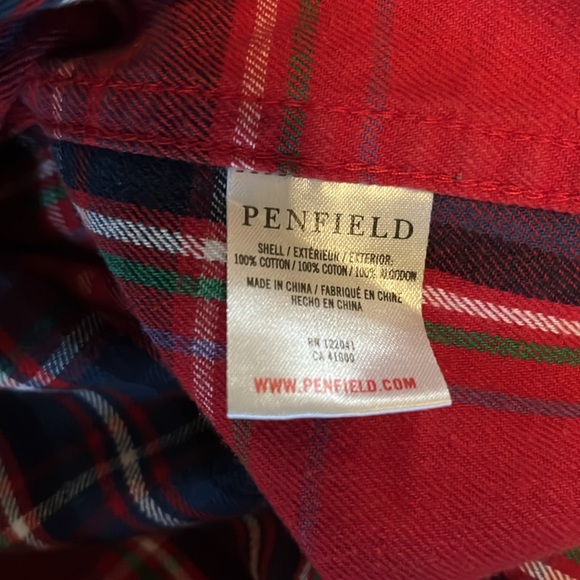 PENFIELD
SHELL / EXTÉRIEUR / EXTERIOR:
100% COTTON / 100% COTON / 100% ALGODON
MADE IN CHINA / FABRIQUÉ EN CHINE
HECHO EN CHINA
RN 122041
CA 41600
WWW.PENFIELD.COM